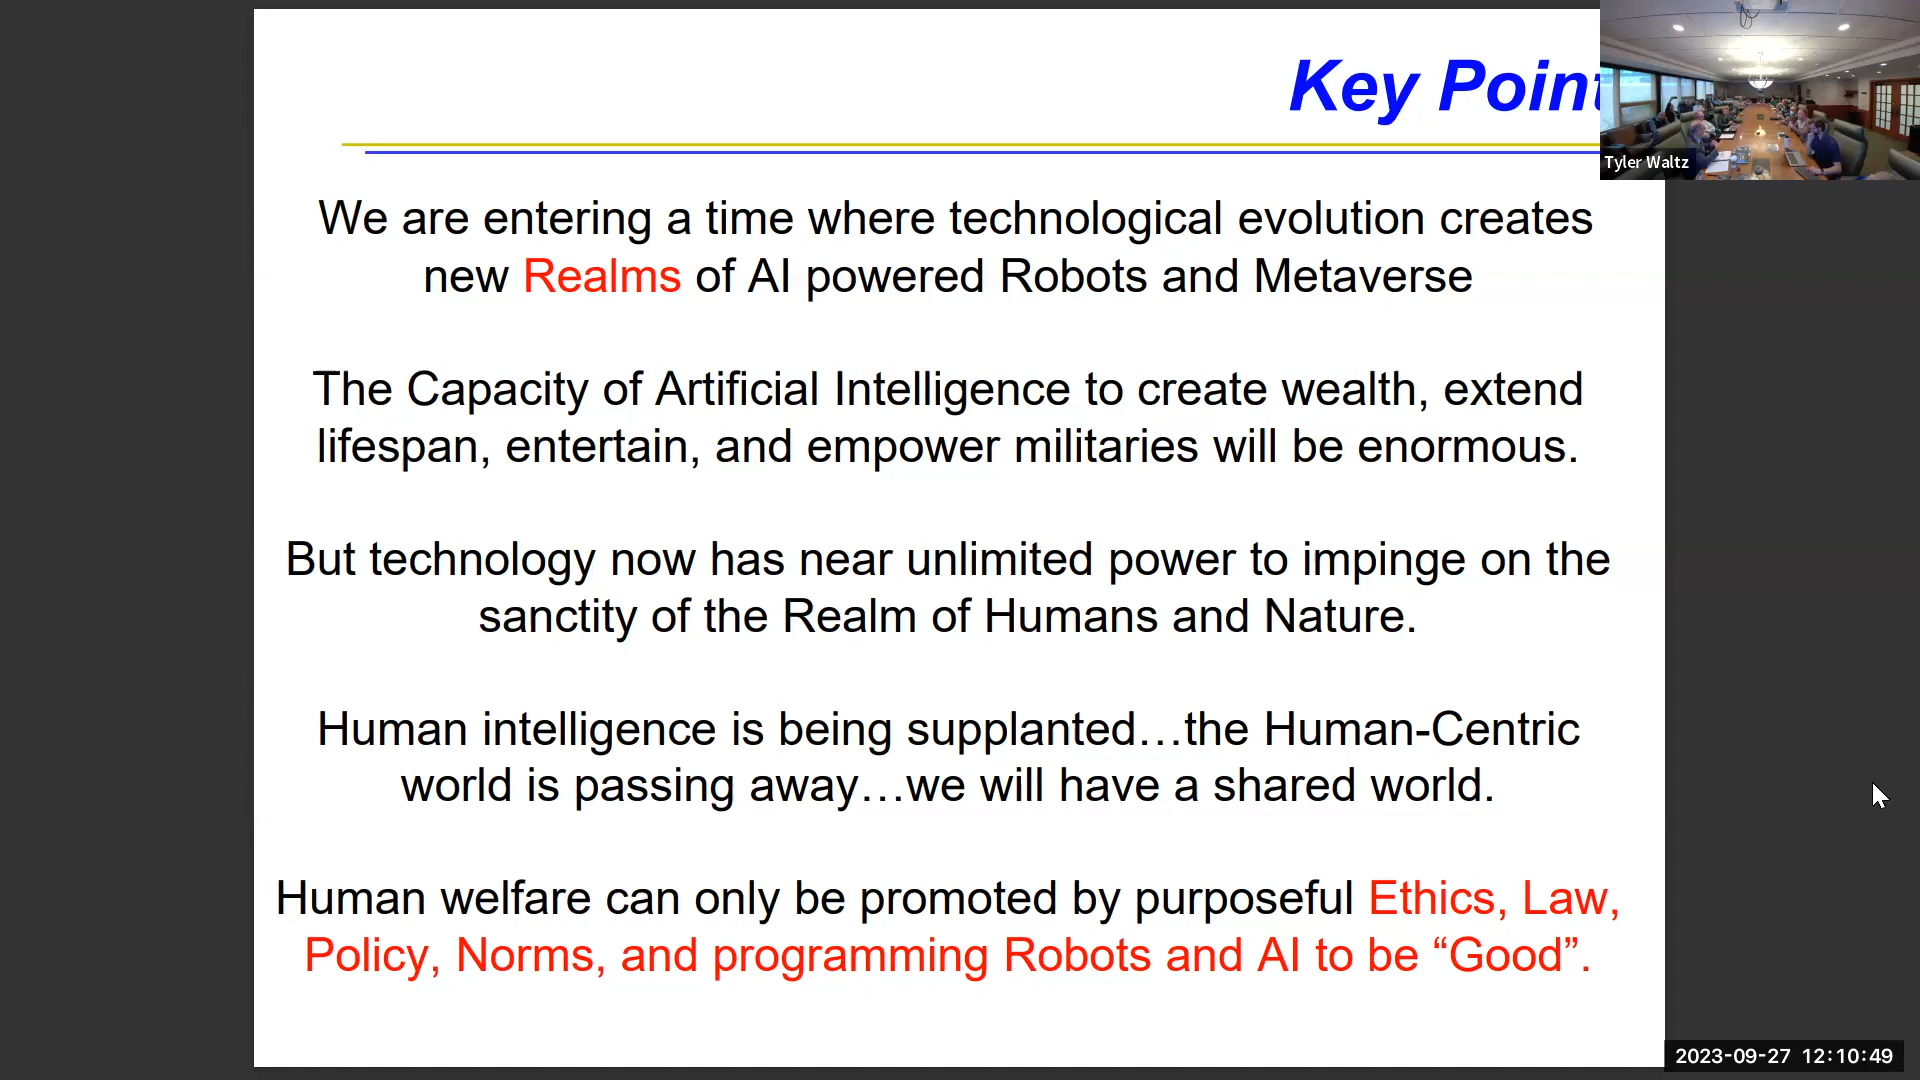 Key Point
Tyler Waltz
We are entering a time where technological evolution creates
new Realms of AI powered Robots and Metaverse
The Capacity of Artificial Intelligence to create wealth, extend
lifespan, entertain, and empower militaries will be enormous.
But technology now has near unlimited power to impinge on the
sanctity of the Realm of Humans and Nature.
Human intelligence is being supplanted…the Human-Centric
world is passing away…we will have a shared world.
Human welfare can only be promoted by purposeful Ethics, Law,
Policy, Norms, and programming Robots and AI to be “Good”.
2023-09-27 12:10:49